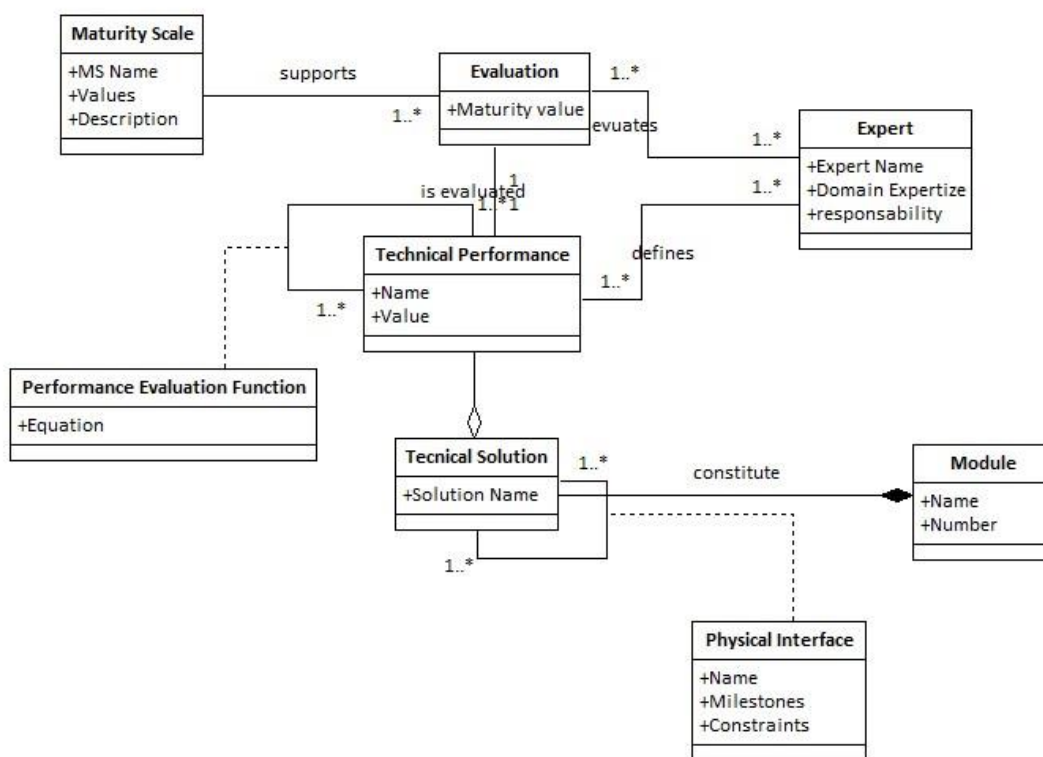 Maturity Scale
+MS Name
+Values
+Description
supports
1..*
Evaluation
+Maturity value
1..*
evuates
1..*
Expert
+Expert Name
+Domain Expertize
+responsability
1..*
defines
1..*
1
is evaluated
1..*
1
Technical Performance
+Name
+Value
1..*
Performance Evaluation Function
+Equation
Tecnical Solution
+Solution Name
1..*
1..*
constitute
Module
+Name
+Number
Physical Interface
+Name
+Milestones
+Constraints